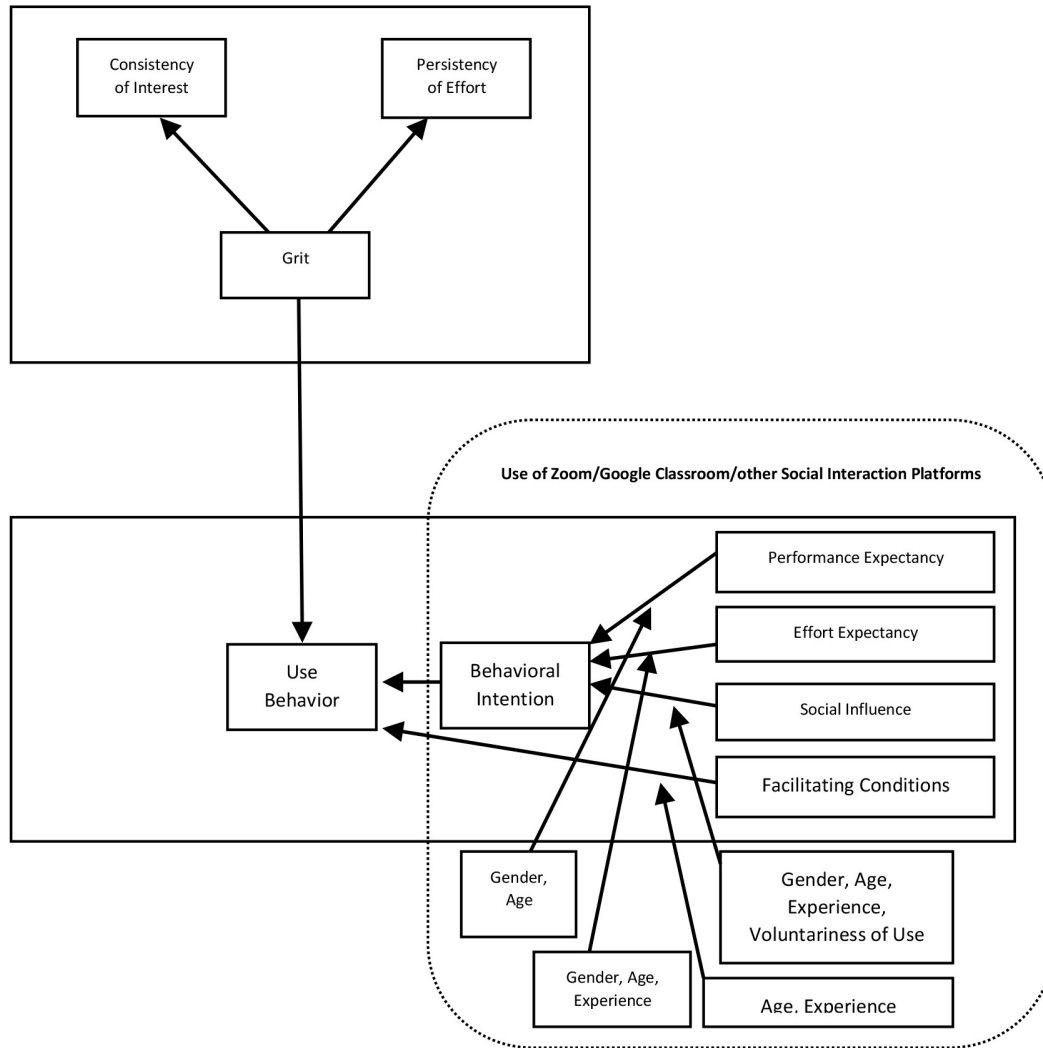 Consistency
of Interest
Persistency
of Effort
Grit
Use of Zoom/Google Classroom/other Social Interaction Platforms
Performance Expectancy
Effort Expectancy
Use
Behavior
Behavioral
Intention
Social Influence
Facilitating Conditions
Gender,
Age
Gender, Age,
Experience,
Voluntariness of Use
Gender, Age,
Experience
Age, Experience